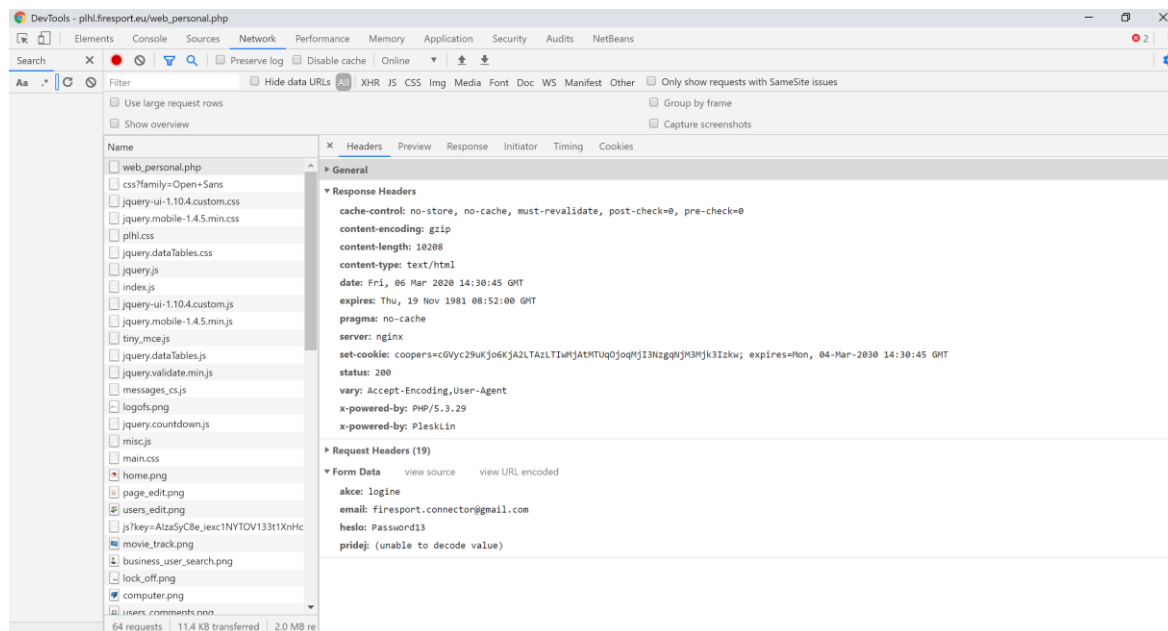 DevTools - plhl.firesport.eu/web_personal.php
Elements Console Sources Network Performance Memory Application Security Audits NetBeans 2
Search Preserve log Disable cache Online
Aa .* Filter Hide data URLs All XHR JS CSS Img Media Font Doc WS Manifest Other Only show requests with SameSite issues
Use large request rows Group by frame
Show overview Capture screenshots
Name Headers Preview Response Initiator Timing Cookies
web_personal.php
css?family=Open+Sans
jquery-ui-1.10.4.custom.css
jquery.mobile-1.4.5.min.css
plhl.css
jquery.dataTables.css
jquery.js
index.js
jquery-ui-1.10.4.custom.js
jquery.mobile-1.4.5.min.js
tiny_mce.js
jquery.dataTables.js
jquery.validate.min.js
messages_cs.js
logofs.png
jquery.countdown.js
misc.js
main.css
home.png
page_edit.png
users_edit.png
js?key=AIzaSyC8e_iexc1NYTOV133t1XnHc
movie_track.png
business_user_search.png
lock_off.png
computer.png
users_comments.png
64 requests 11.4 KB transferred 2.0 MB re
General
Response Headers
cache-control: no-store, no-cache, must-revalidate, post-check=0, pre-check=0
content-encoding: gzip
content-length: 10208
content-type: text/html
date: Fri, 06 Mar 2020 14:30:45 GMT
expires: Thu, 19 Nov 1981 08:52:00 GMT
pragma: no-cache
server: nginx
set-cookie: coopers=cGVyc29uKjo6KjA2LTAzLTIwMjAtMTUqOjoqMjI3NzgqNjM3Mjk3Izkw; expires=Mon, 04-Mar-2030 14:30:45 GMT
status: 200
vary: Accept-Encoding,User-Agent
x-powered-by: PHP/5.3.29
x-powered-by: PleskLin
Request Headers (19)
Form Data view source view URL encoded
akce: logine
email: firesport.connector@gmail.com
heslo: Password13
pridej: (unable to decode value)